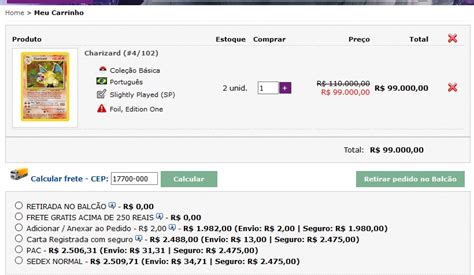 Home > Meu Carrinho
Produto Estoque Comprar Preço Total
Charizard (#4/102)
Coleção Básica
Português
Slightly Played (SP)
Foil, Edition One
2 unid. 1 +
R$ 110.000,00
R$ 99.000,00
R$ 99.000,00
Charizard
Total: R$ 99.000,00
Calcular frete - CEP: 17700-000 Calcular Retirar pedido no Balcão
RETIRADA NO BALCÃO - R$ 0,00
FRETE GRATIS ACIMA DE 250 REAIS - R$ 0,00
Adicionar / Anexar ao Pedido - R$ 2,00 - R$ 1.982,00 (Envio: R$ 2,00 | Seguro: R$ 1.980,00)
Carta Registrada com seguro - R$ 2.488,00 (Envio: R$ 13,00 | Seguro: R$ 2.475,00)
PAC - R$ 2.506,31 (Envio: R$ 31,31 | Seguro: R$ 2.475,00)
SEDEX NORMAL - R$ 2.509,71 (Envio: R$ 34,71 | Seguro: R$ 2.475,00)